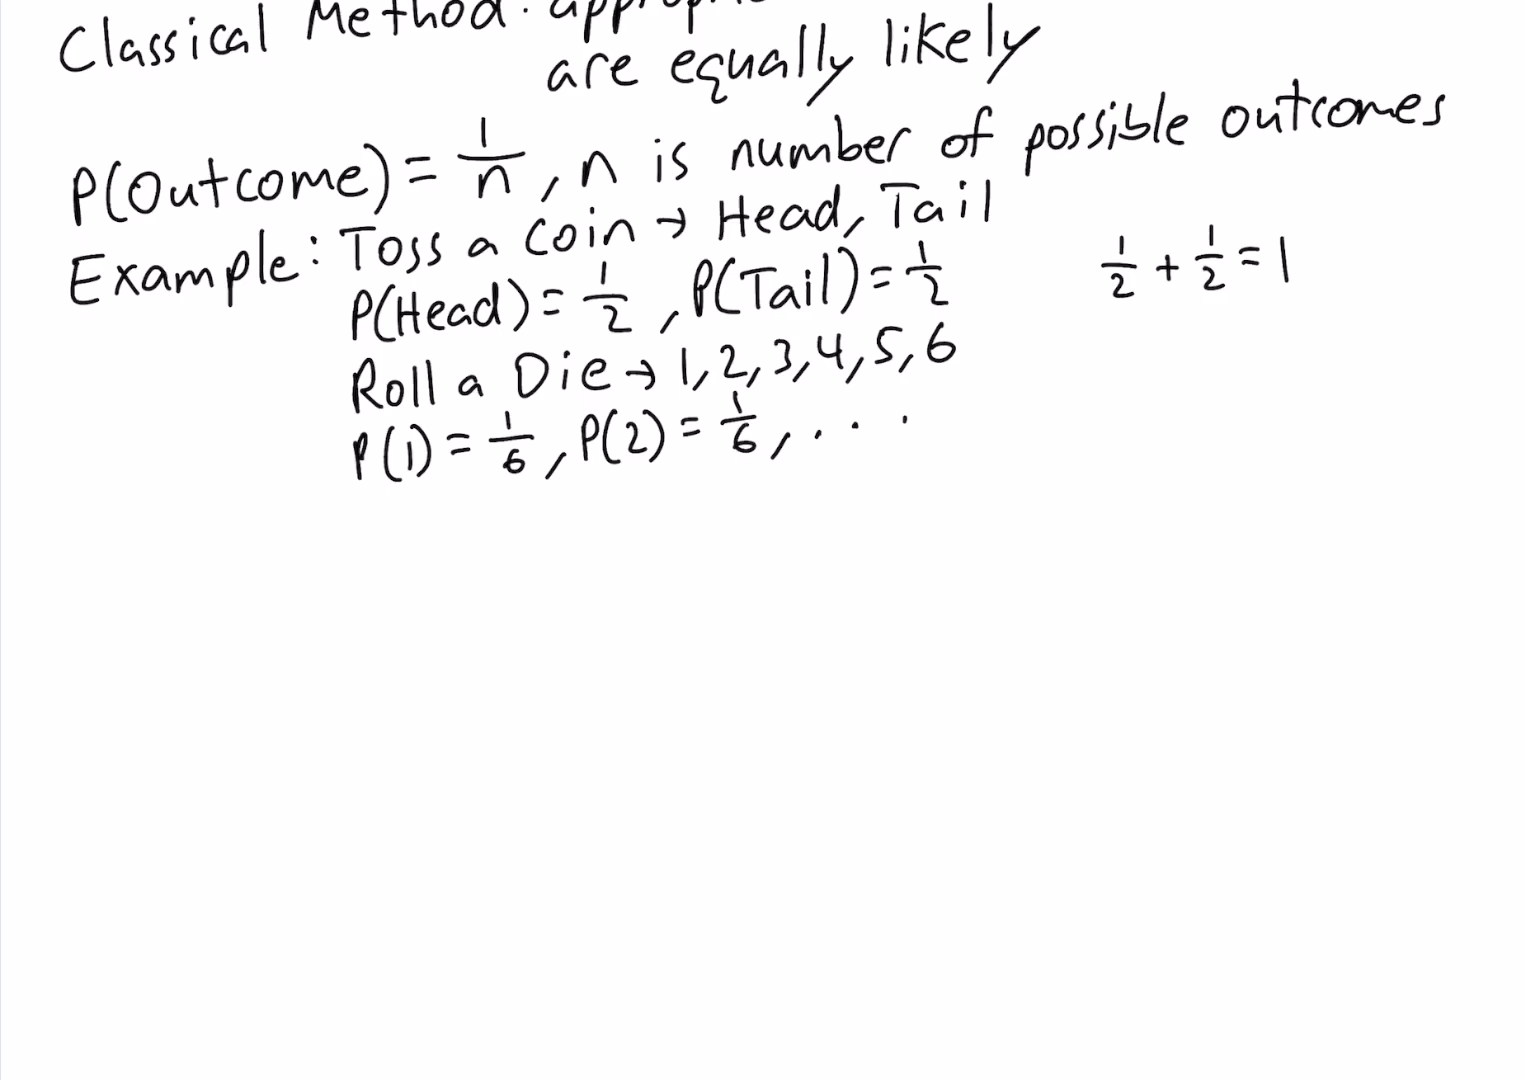 Classical Method:
are equally likely
P(Outcome) = 1/n, n is number of possible outcomes
Example: Toss a coin → Head, Tail
P(Head) = 1/2, P(Tail) = 1/2
1/2 + 1/2 = 1
Roll a Die → 1, 2, 3, 4, 5, 6
P(1) = 1/6, P(2) = 1/6, . . .